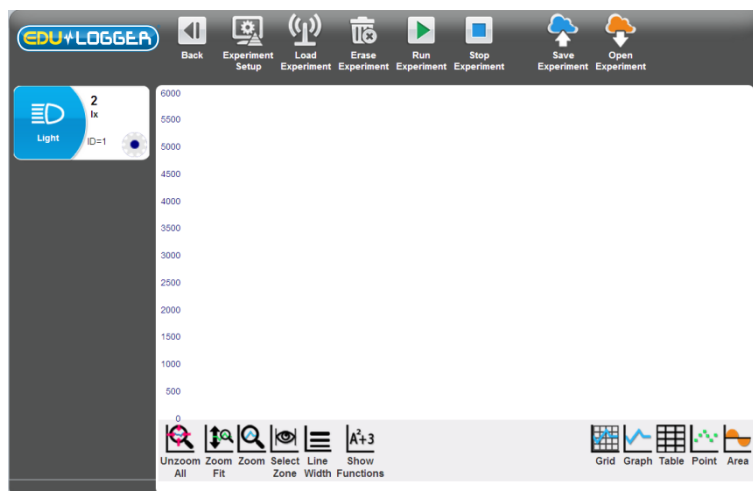 EDU LOGGER
Back
Experiment Setup
Load Experiment
Erase Experiment
Run Experiment
Stop Experiment
Save Experiment
Open Experiment
Light
2
lx
ID=1
6000
5500
5000
4500
4000
3500
3000
2500
2000
1500
1000
500
0
A²+3
Unzoom All
Zoom Fit
Zoom
Select Zone
Line Width
Show Functions
Grid
Graph
Table
Point
Area